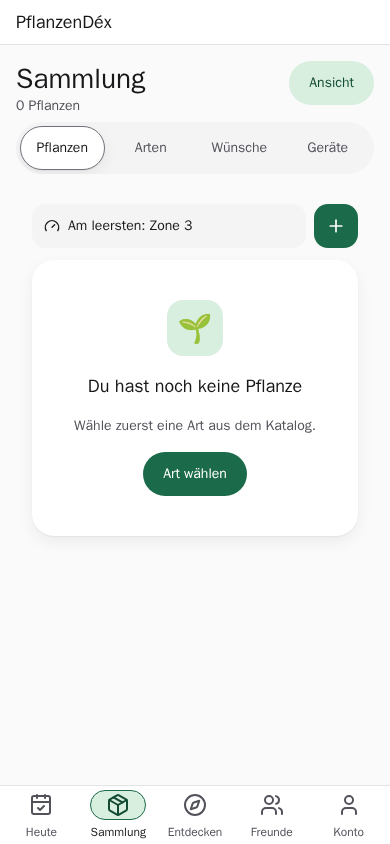 PflanzenDéx
Sammlung
Ansicht
0 Pflanzen
Pflanzen
Arten
Wünsche
Geräte
Am leersten: Zone 3
Du hast noch keine Pflanze
Wähle zuerst eine Art aus dem Katalog.
Art wählen
Heute
Sammlung
Entdecken
Freunde
Konto